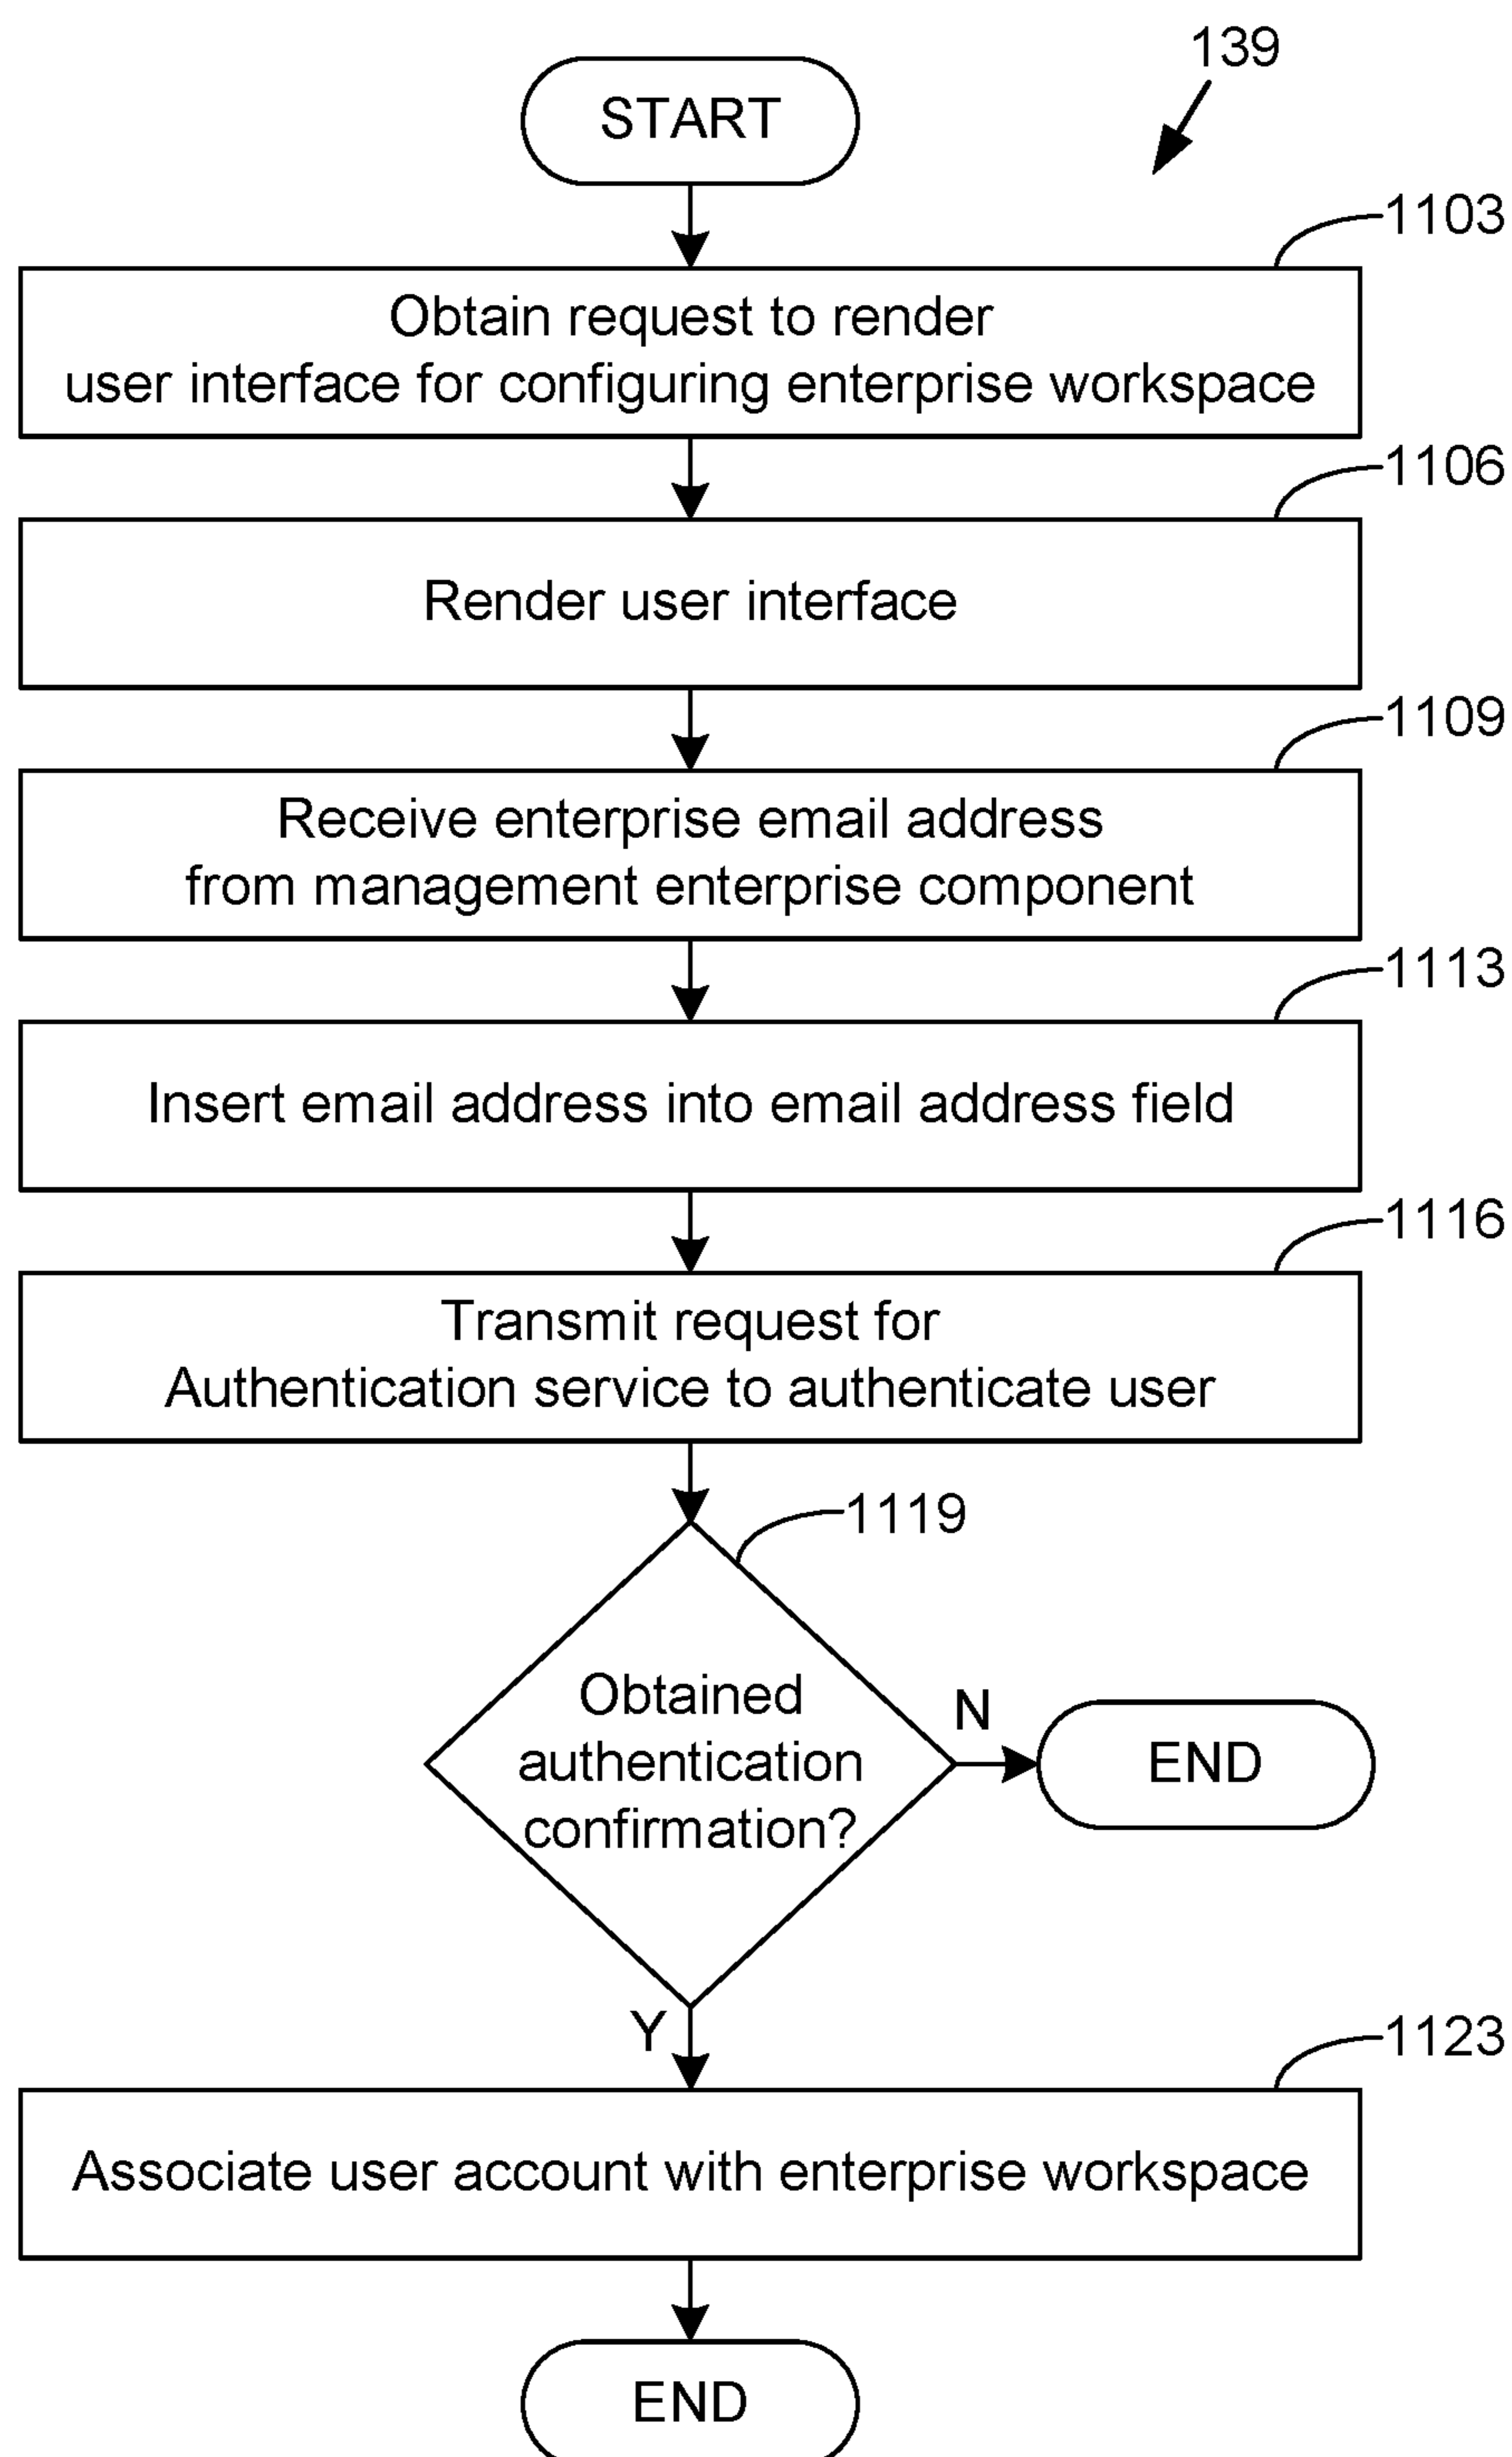 139
START
1103
Obtain request to render
user interface for configuring enterprise workspace
1106
Render user interface
1109
Receive enterprise email address
from management enterprise component
1113
Insert email address into email address field
1116
Transmit request for
Authentication service to authenticate user
1119
Obtained
authentication
confirmation?
N
END
Y
1123
Associate user account with enterprise workspace
END